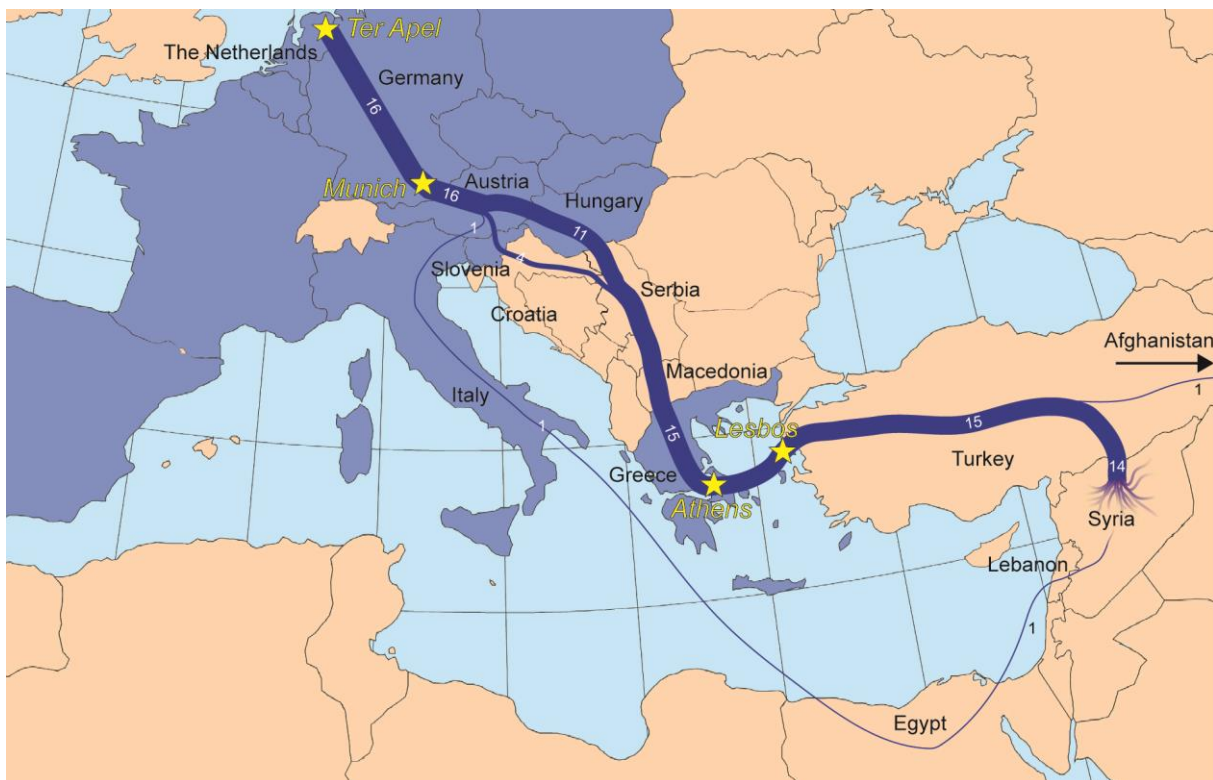 Ter Apel
The Netherlands
Germany
16
Munich
16
Austria
Hungary
1
11
4
Slovenia
Serbia
Croatia
Afghanistan
Macedonia
1
Italy
1
15
Lesbos
15
Turkey
14
Greece
Athens
Syria
Lebanon
1
Egypt